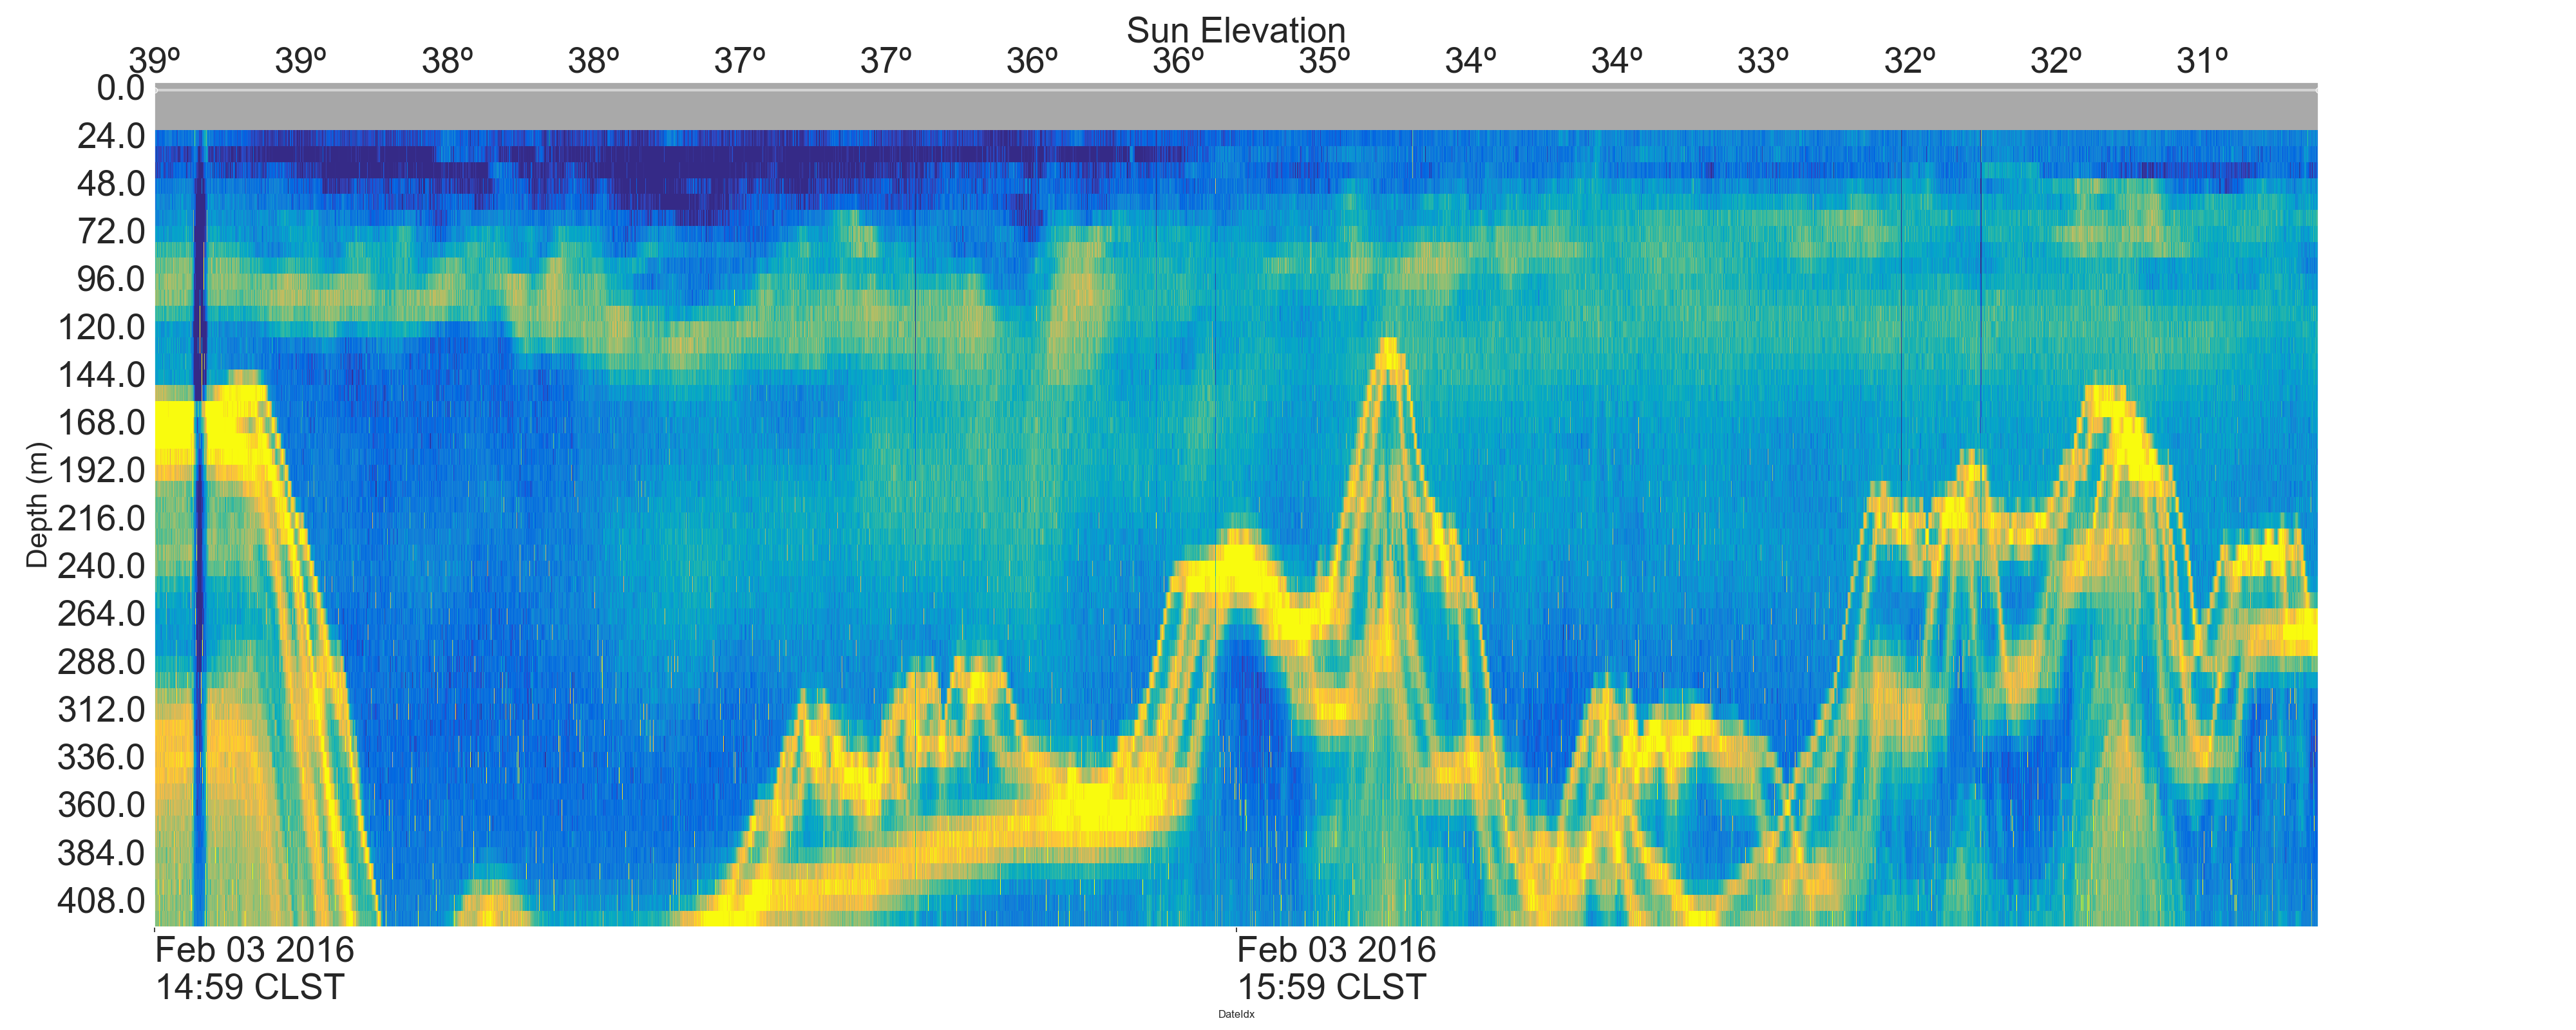 Sun Elevation
39º 39º 38º 38º 37º 37º 36º 36º 35º 34º 34º 33º 32º 32º 31º
0.0
24.0
48.0
72.0
96.0
120.0
144.0
168.0
192.0
216.0
240.0
264.0
288.0
312.0
336.0
360.0
384.0
408.0
Depth (m)
Feb 03 2016
14:59 CLST
Feb 03 2016
15:59 CLST
DateIdx